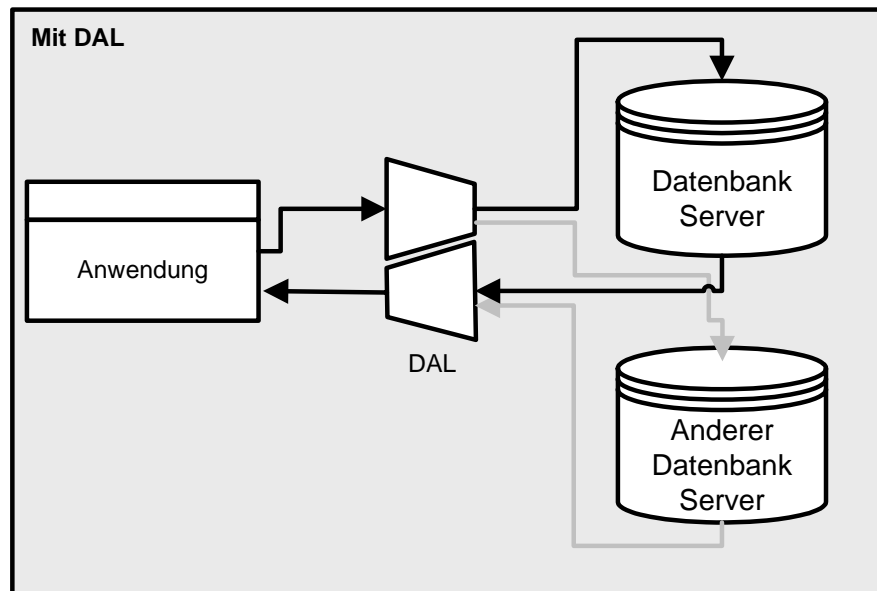 Mit DAL
Datenbank
Server
Anwendung
DAL
Anderer
Datenbank
Server